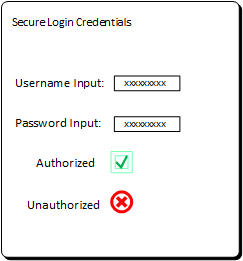 Secure Login Credentials
Username Input: xxxxxxxxx
Password Input: xxxxxxxxx
Authorized
Unauthorized